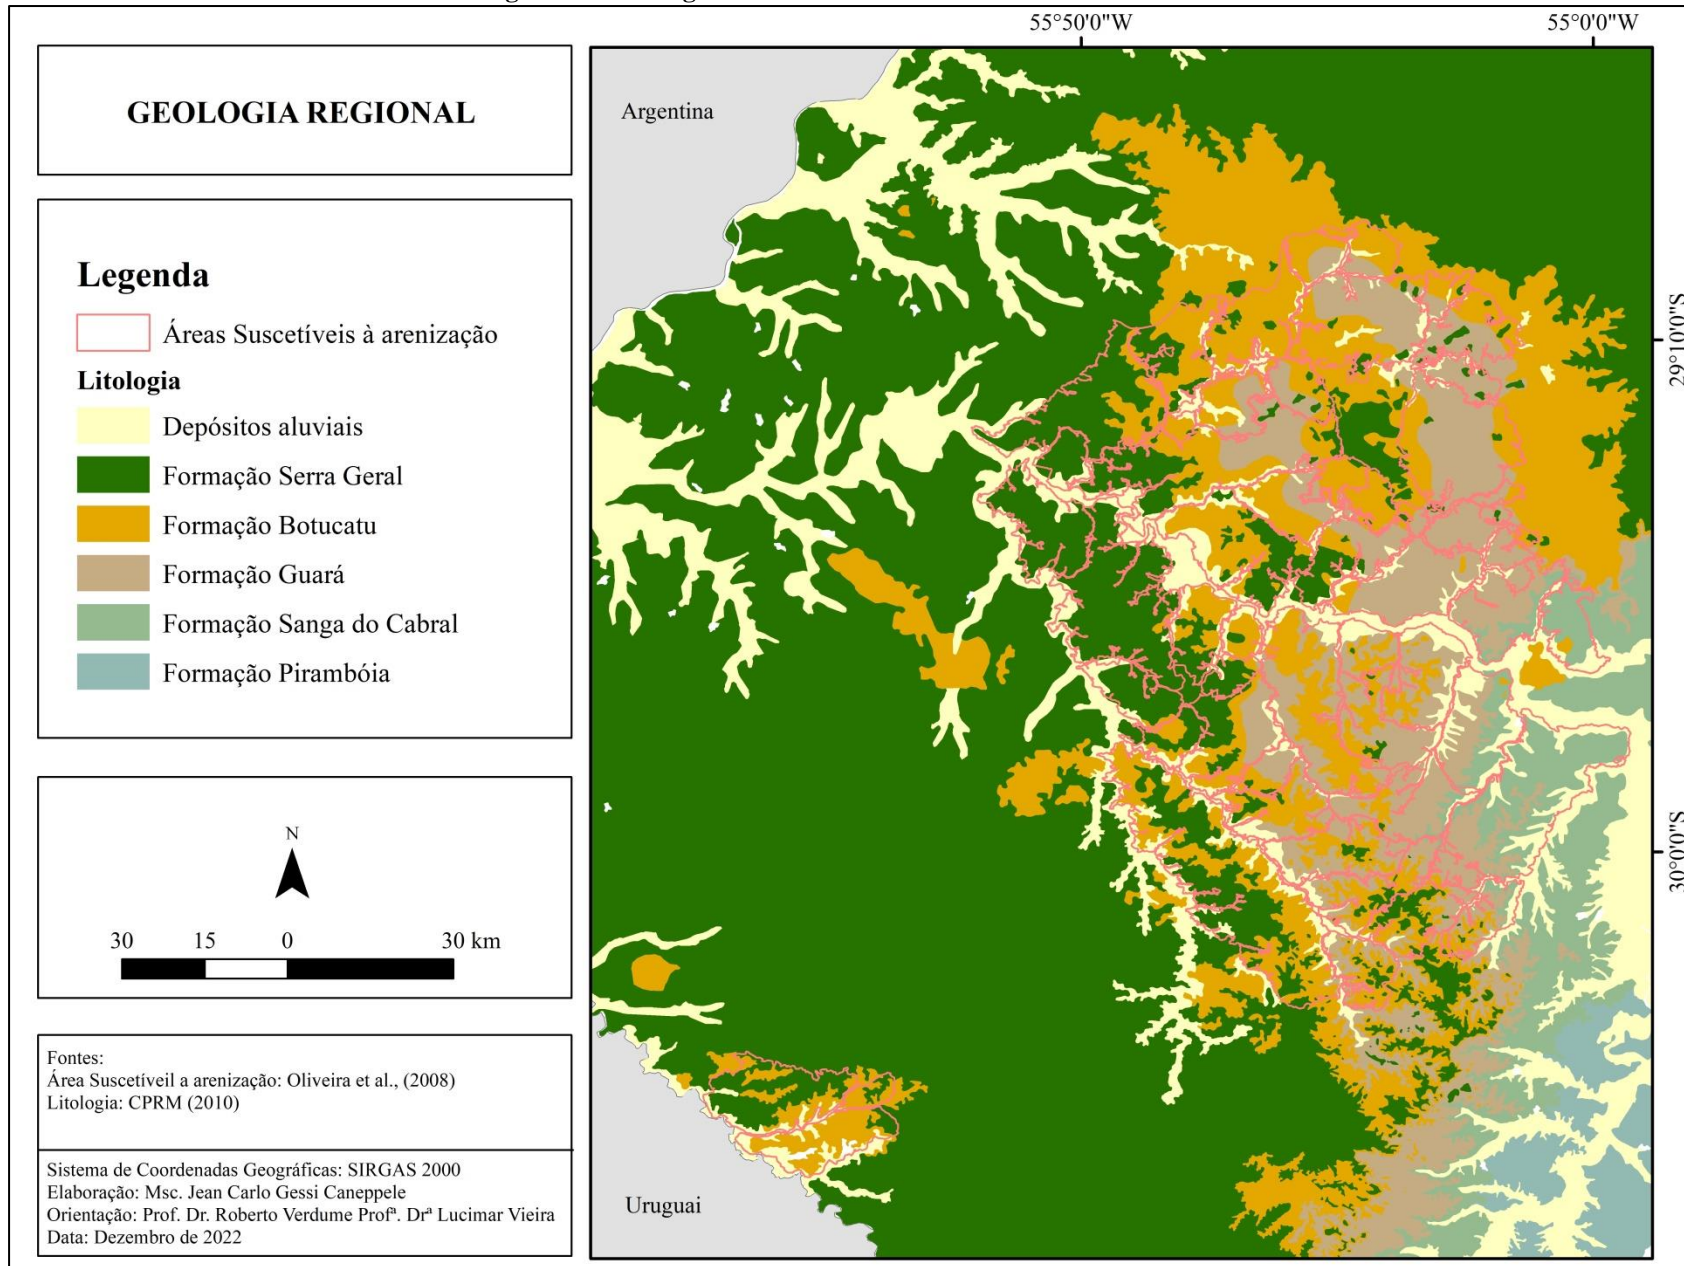 55°50'0"W
55°0'0"W
GEOLOGIA REGIONAL
Argentina
Legenda
Áreas Suscetíveis à arenização
Litologia
Depósitos aluviais
Formação Serra Geral
Formação Botucatu
Formação Guará
Formação Sanga do Cabral
Formação Pirambóia
29°10'0"S
30°0'0"S
N
30 15 0 30 km
Fontes:
Área Suscetíveil a arenização: Oliveira et al., (2008)
Litologia: CPRM (2010)
Sistema de Coordenadas Geográficas: SIRGAS 2000
Elaboração: Msc. Jean Carlo Gessi Caneppele
Orientação: Prof. Dr. Roberto Verdume Profª. Drª Lucimar Vieira
Data: Dezembro de 2022
Uruguai